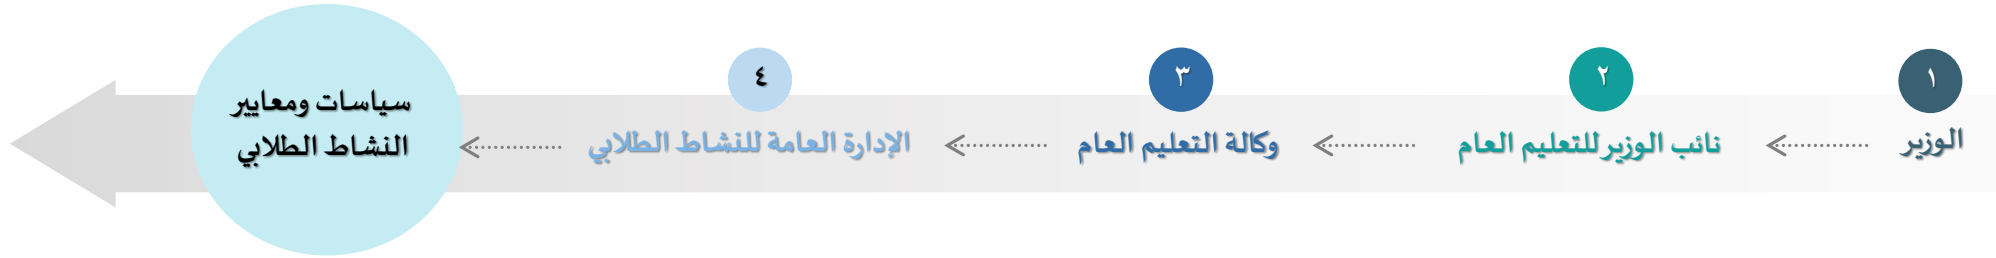 ١
الوزير
٢
نائب الوزير للتعليم العام
٣
وكالة التعليم العام
٤
الإدارة العامة للنشاط الطلابي
سياسات ومعايير
النشاط الطلابي